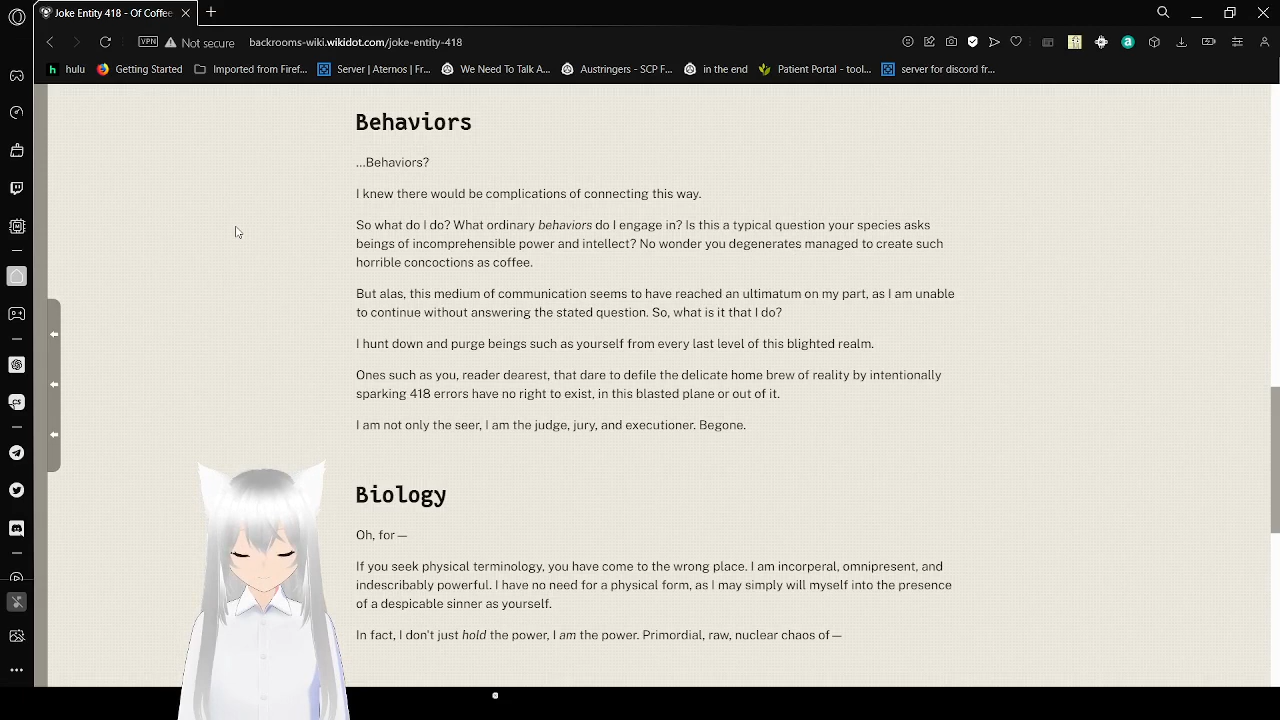 Joke Entity 418 - Of Coffee
VPN Not secure backrooms-wiki.wikidot.com/joke-entity-418
hulu Getting Started Imported from Firef... Server | Aternos | Fr... We Need To Talk A... Austringers - SCP F... in the end Patient Portal - tool... server for discord fr...
Behaviors
...Behaviors?
I knew there would be complications of connecting this way.
So what do I do? What ordinary behaviors do I engage in? Is this a typical question your species asks
beings of incomprehensible power and intellect? No wonder you degenerates managed to create such
horrible concoctions as coffee.
But alas, this medium of communication seems to have reached an ultimatum on my part, as I am unable
to continue without answering the stated question. So, what is it that I do?
I hunt down and purge beings such as yourself from every last level of this blighted realm.
Ones such as you, reader dearest, that dare to defile the delicate home brew of reality by intentionally
sparking 418 errors have no right to exist, in this blasted plane or out of it.
I am not only the seer, I am the judge, jury, and executioner. Begone.
Biology
Oh, for—
If you seek physical terminology, you have come to the wrong place. I am incorperal, omnipresent, and
indescribably powerful. I have no need for a physical form, as I may simply will myself into the presence
of a despicable sinner as yourself.
In fact, I don't just hold the power, I am the power. Primordial, raw, nuclear chaos of—